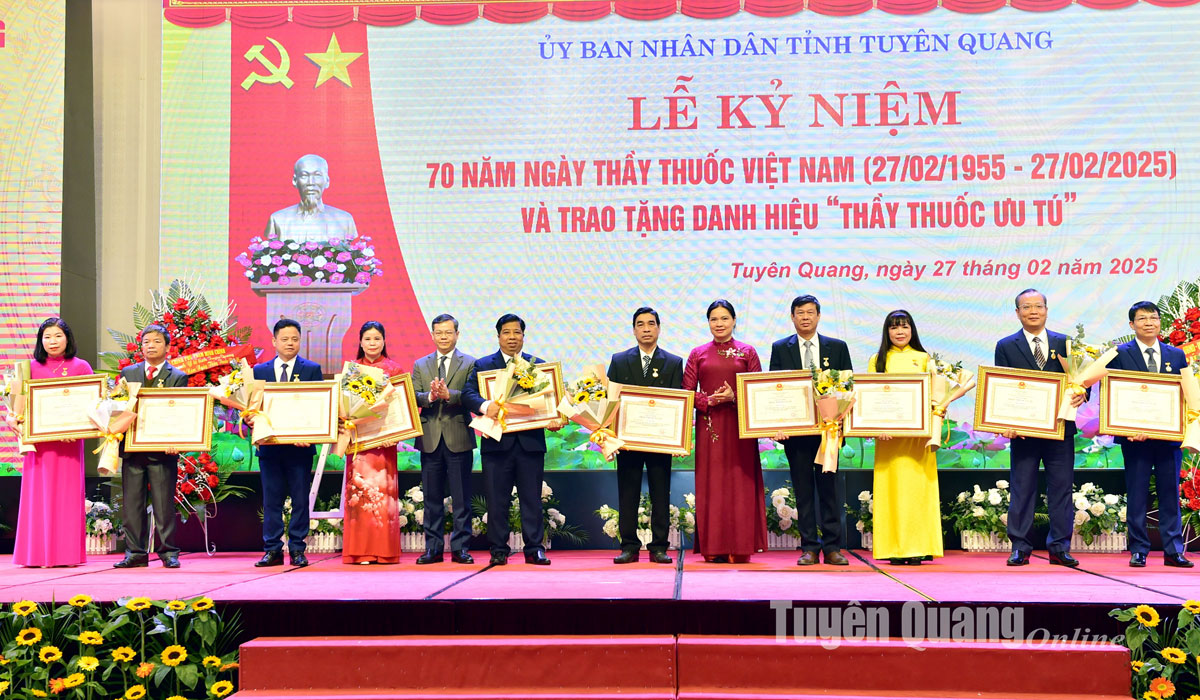 ỦY BAN NHÂN DÂN TỈNH TUYÊN QUANG
LỄ KỶ NIỆM
70 NĂM NGÀY THẦY THUỐC VIỆT NAM (27/02/1955 - 27/02/2025)
VÀ TRAO TẶNG DANH HIỆU “THẦY THUỐC ƯU TÚ”
Tuyên Quang, ngày 27 tháng 02 năm 2025
Tuyên Quang Online